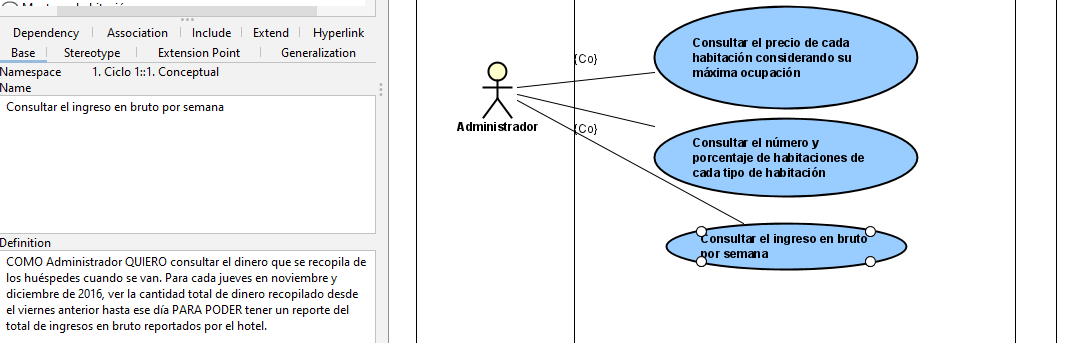 Dependency Association Include Extend Hyperlink
Base Stereotype Extension Point Generalization
Namespace 1. Ciclo 1::1. Conceptual
Name
Consultar el ingreso en bruto por semana
Definition
COMO Administrador QUIERO consultar el dinero que se recopila de
los huéspedes cuando se van. Para cada jueves en noviembre y
diciembre de 2016, ver la cantidad total de dinero recopilado desde
el viernes anterior hasta ese día PARA PODER tener un reporte del
total de ingresos en bruto reportados por el hotel.
Administrador
{Co}
{Co}
Consultar el precio de cada
habitación considerando su
máxima ocupación
Consultar el número y
porcentaje de habitaciones de
cada tipo de habitación
Consultar el ingreso en bruto
por semana